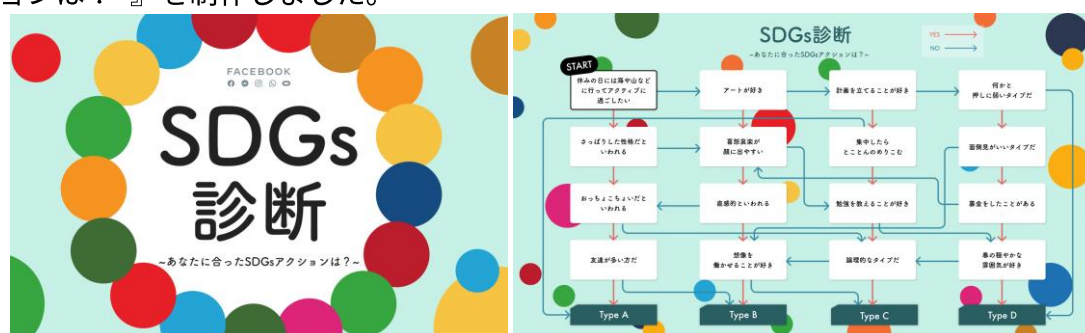 ョンは？』を制作しました。
FACEBOOK
SDGs
診断
~あなたに合ったSDGsアクションは？~
SDGs診断
~あなたに合ったSDGsアクションは？~
YES
NO
START
休みの日には海や山など
に行ってアクティブに
過ごしたい
アートが好き
計画を立てることが好き
何かと
押しに弱いタイプだ
さっぱりした性格だと
いわれる
喜怒哀楽が
顔に出やすい
集中したら
とことんのめりこむ
面倒見がいいタイプだ
おっちょこちょいだと
いわれる
直感的といわれる
勉強を教えることが好き
募金をしたことがある
友達が多い方だ
想像を
働かせることが好き
論理的なタイプだ
春の穏やかな
雰囲気が好き
Type A
Type B
Type C
Type D